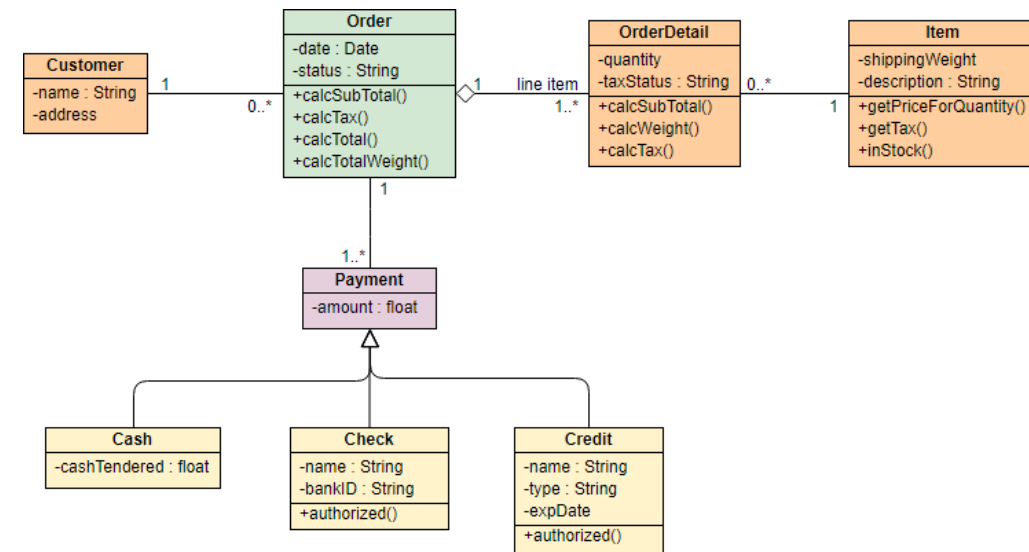 Customer
-name : String
-address
1
0..*
Order
-date : Date
-status : String
+calcSubTotal()
+calcTax()
+calcTotal()
+calcTotalWeight()
1
line item
1..*
OrderDetail
-quantity
-taxStatus : String
+calcSubTotal()
+calcWeight()
+calcTax()
0..*
1
Item
-shippingWeight
-description : String
+getPriceForQuantity()
+getTax()
+inStock()
1
1..*
Payment
-amount : float
Cash
-cashTendered : float
Check
-name : String
-bankID : String
+authorized()
Credit
-name : String
-type : String
-expDate
+authorized()